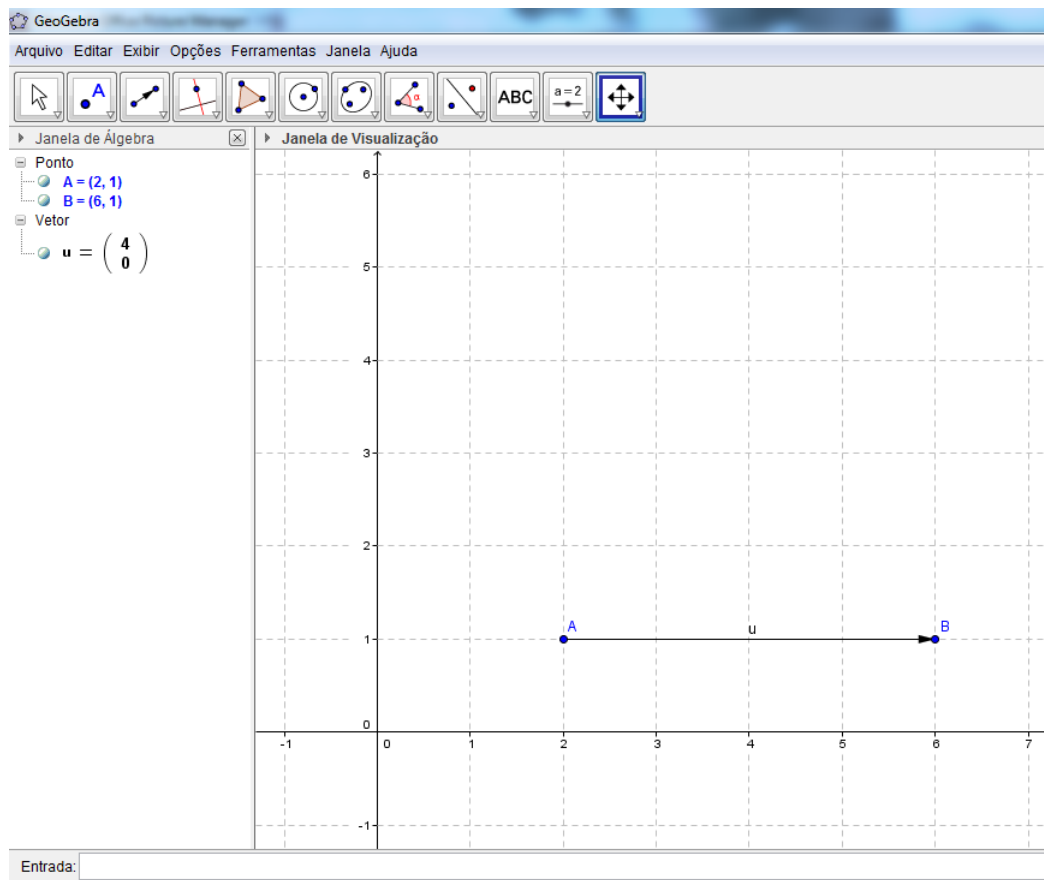 GeoGebra
Arquivo Editar Exibir Opções Ferramentas Janela Ajuda
A α ABC a=2
Janela de Álgebra
Janela de Visualização
Ponto
A = (2, 1)
B = (6, 1)
Vetor
u = ( 4
0 )
6
5
4
3
2
1
0
-1
-1 0 1 2 3 4 5 6 7
A u B
Entrada: